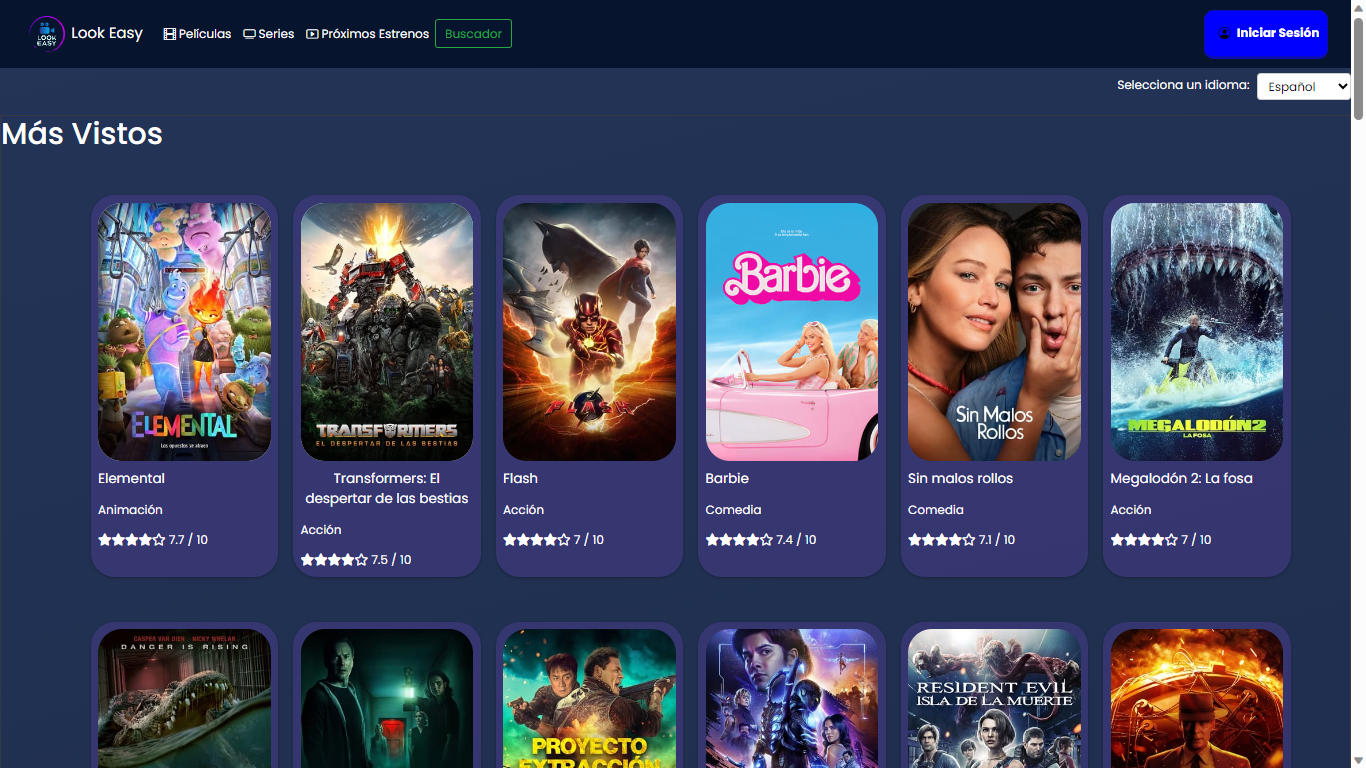 LOOK EASY
Look Easy
Películas
Series
Próximos Estrenos
Buscador
Iniciar Sesión
Selecciona un idioma:
Español
Más Vistos
ELEMENTAL
Los opuestos se atraen
TRANSFORMERS
EL DESPERTAR DE LAS BESTIAS
FLASH
Barbie
Sin Malos
Rollos
MEGALODÓN2
LA FOSA
Elemental
Animación
7.7 / 10
Transformers: El
despertar de las bestias
Acción
7.5 / 10
Flash
Acción
7 / 10
Barbie
Comedia
7.4 / 10
Sin malos rollos
Comedia
7.1 / 10
Megalodón 2: La fosa
Acción
7 / 10
CASPER VAN DIEN NICKY WHELAN
DANGER IS RISING
PROYECTO
EXTRACCIÓN
RESIDENT EVIL
ISLA DE LA MUERTE